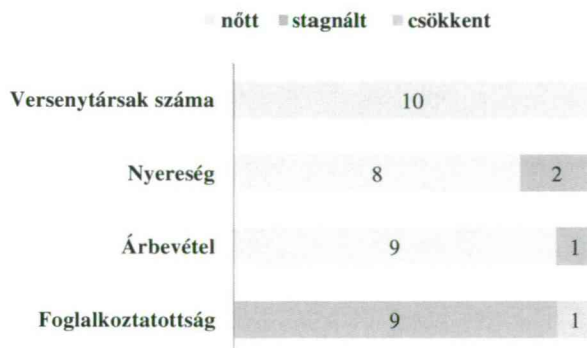 nőtt stagnált csökkent
Versenytársak száma 10
Nyereség 8 2
Árbevétel 9 1
Foglalkoztatottság 9 1